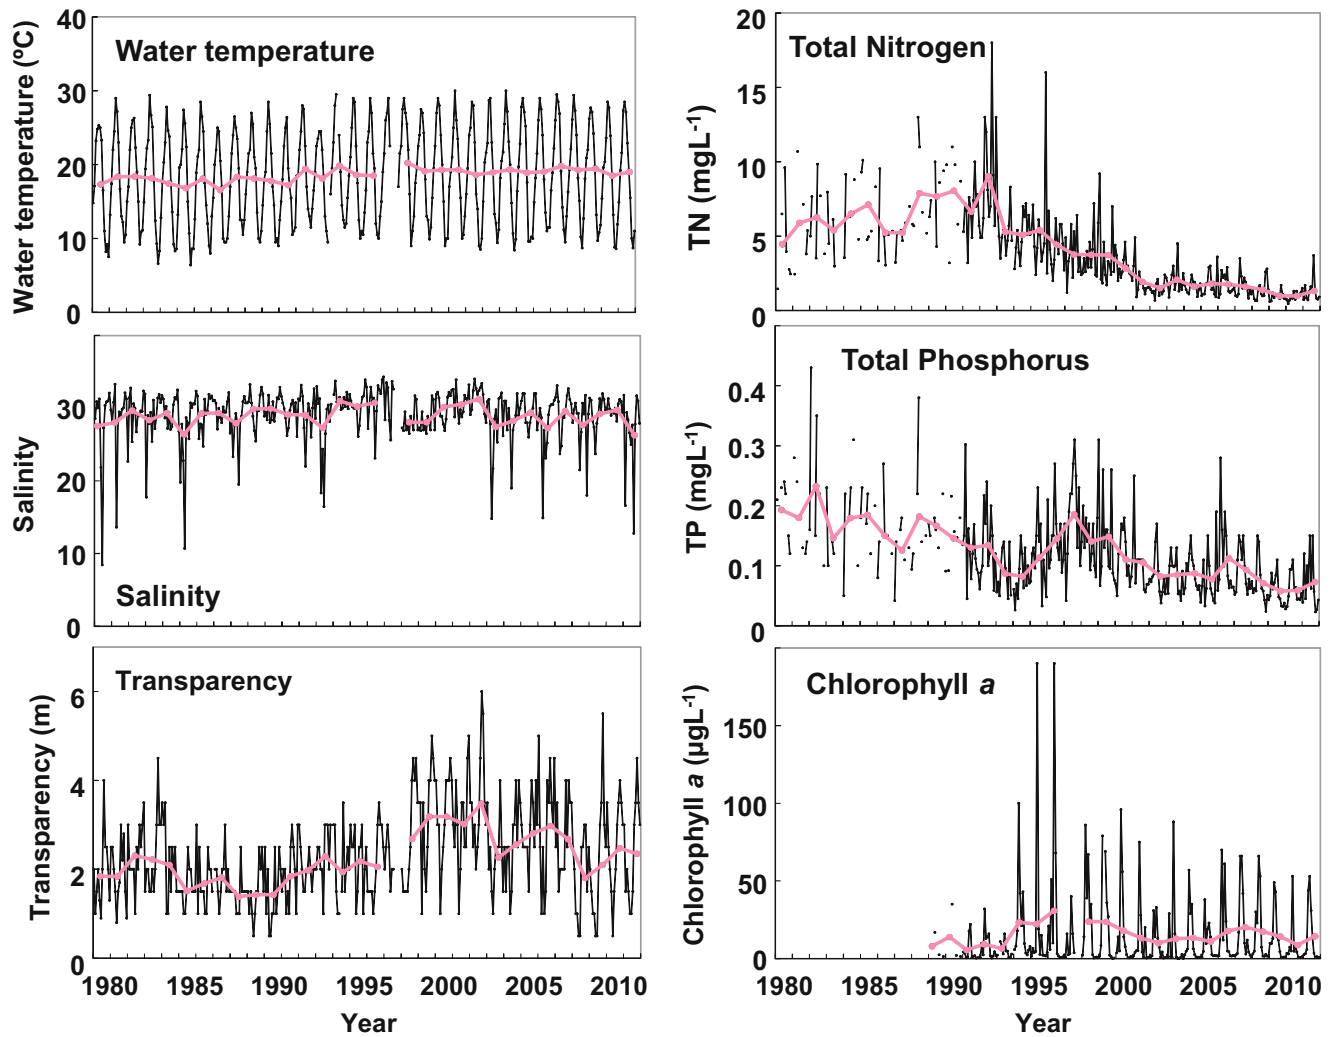 Water temperature (ºC)
40
30
20
10
0
Water temperature
TN (mgL-1)
20
15
10
5
0
Total Nitrogen
Salinity
30
20
10
0
Salinity
TP (mgL-1)
0.4
0.3
0.2
0.1
0
Total Phosphorus
Transparency (m)
6
4
2
0
Transparency
1980 1985 1990 1995 2000 2005 2010
Year
Chlorophyll a (µgL-1)
150
100
50
0
Chlorophyll a
1980 1985 1990 1995 2000 2005 2010
Year